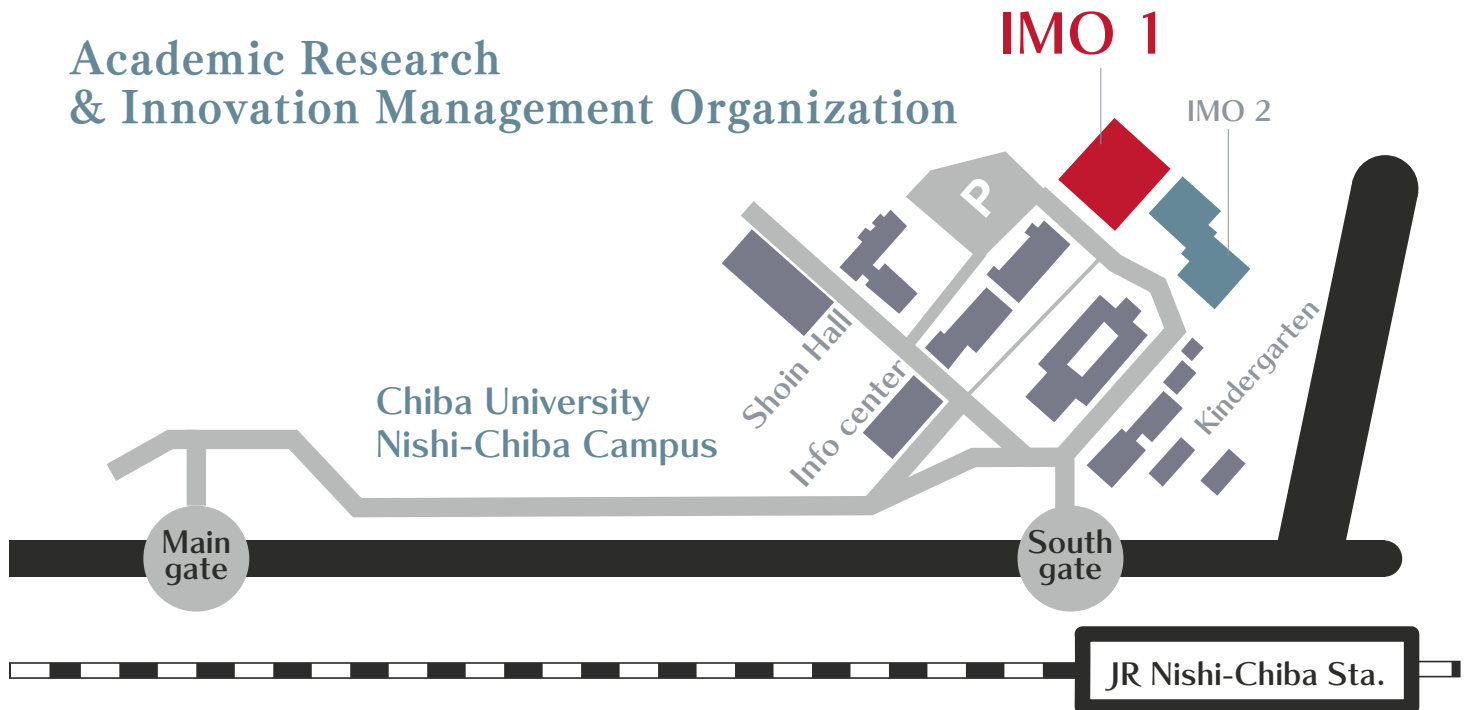 IMO 1
Academic Research
& Innovation Management Organization
IMO 2
P
Shoin Hall
Info center
Kindergarten
Chiba University
Nishi-Chiba Campus
Main
gate
South
gate
JR Nishi-Chiba Sta.